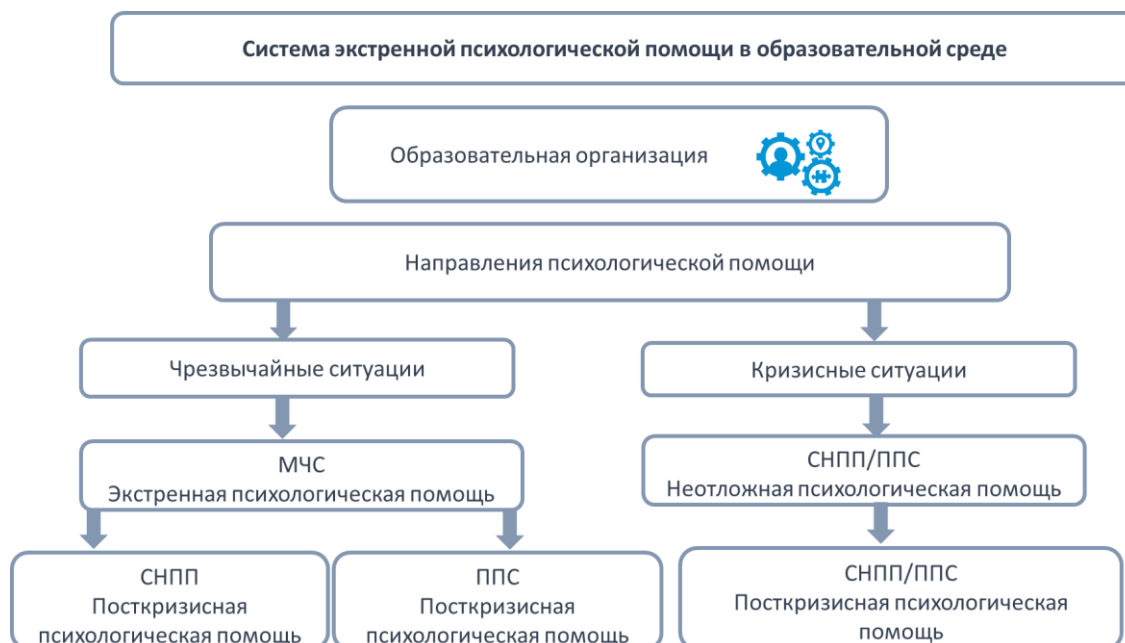 Система экстренной психологической помощи в образовательной среде
Образовательная организация
Направления психологической помощи
Чрезвычайные ситуации
Кризисные ситуации
МЧС
Экстренная психологическая помощь
СНПП/ППС
Неотложная психологическая помощь
СНПП
Посткризисная
психологическая помощь
ППС
Посткризисная
психологическая помощь
СНПП/ППС
Посткризисная психологическая
помощь